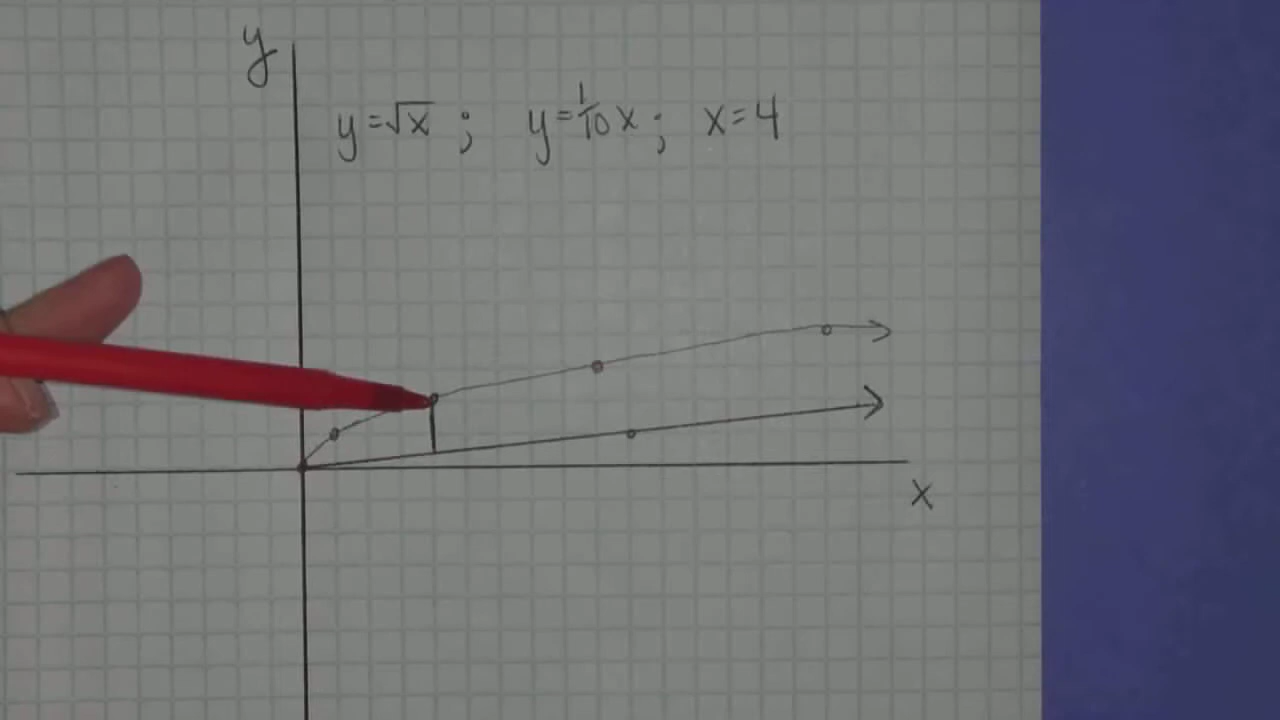 y
y=√x ; y=1/10 x ; x=4
x